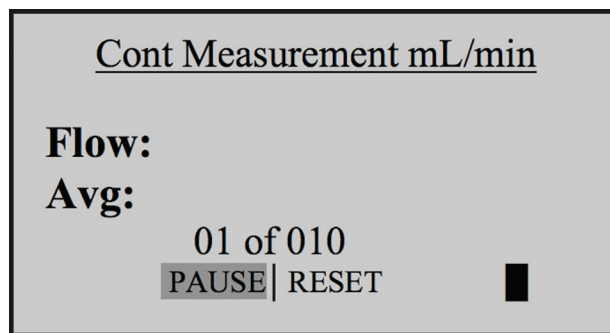 Cont Measurement mL/min
Flow:
Avg:
01 of 010
PAUSE| RESET